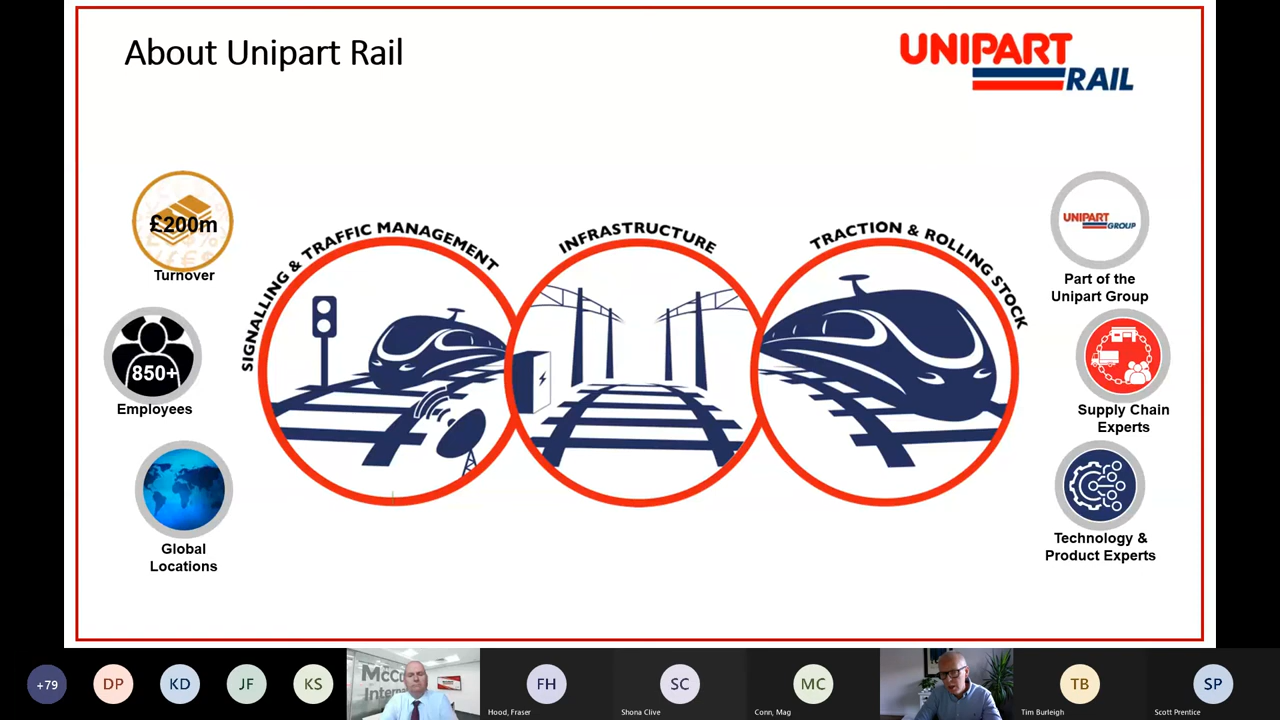 About Unipart Rail
UNIPART
RAIL
£200m
Turnover
850+
Employees
Global
Locations
SIGNALLING & TRAFFIC MANAGEMENT
INFRASTRUCTURE
TRACTION & ROLLING STOCK
UNIPART
GROUP
Part of the
Unipart Group
Supply Chain
Experts
Technology &
Product Experts
+79
DP
KD
JF
KS
FH
Hood, Fraser
SC
Shona Clive
MC
Conn, Mag
TB
Tim Burleigh
SP
Scott Prentice